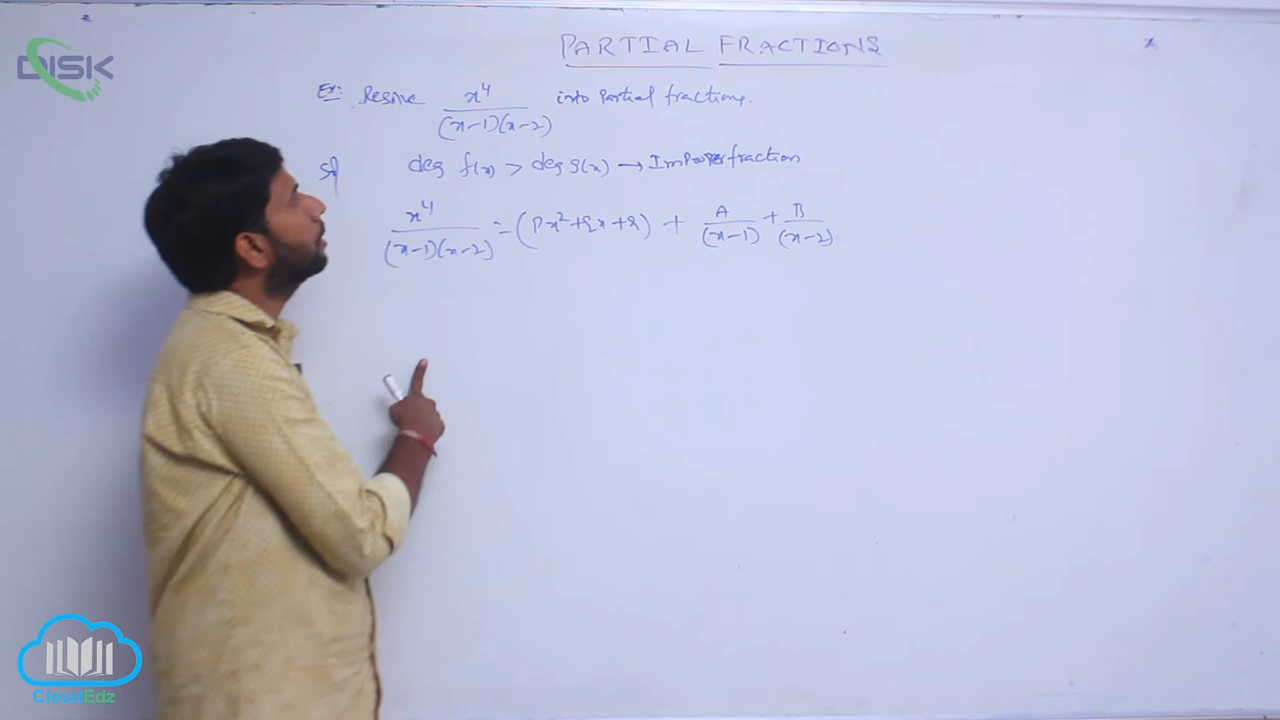 DISK
PARTIAL FRACTIONS
Ex: Resolve x⁴/(x-1)(x-2) into Partial fractions.
Sol deg f(x) > deg g(x) → Improper fraction
x⁴/(x-1)(x-2) = (Px²+qx+r) + A/(x-1) + B/(x-2)
CloudEdz